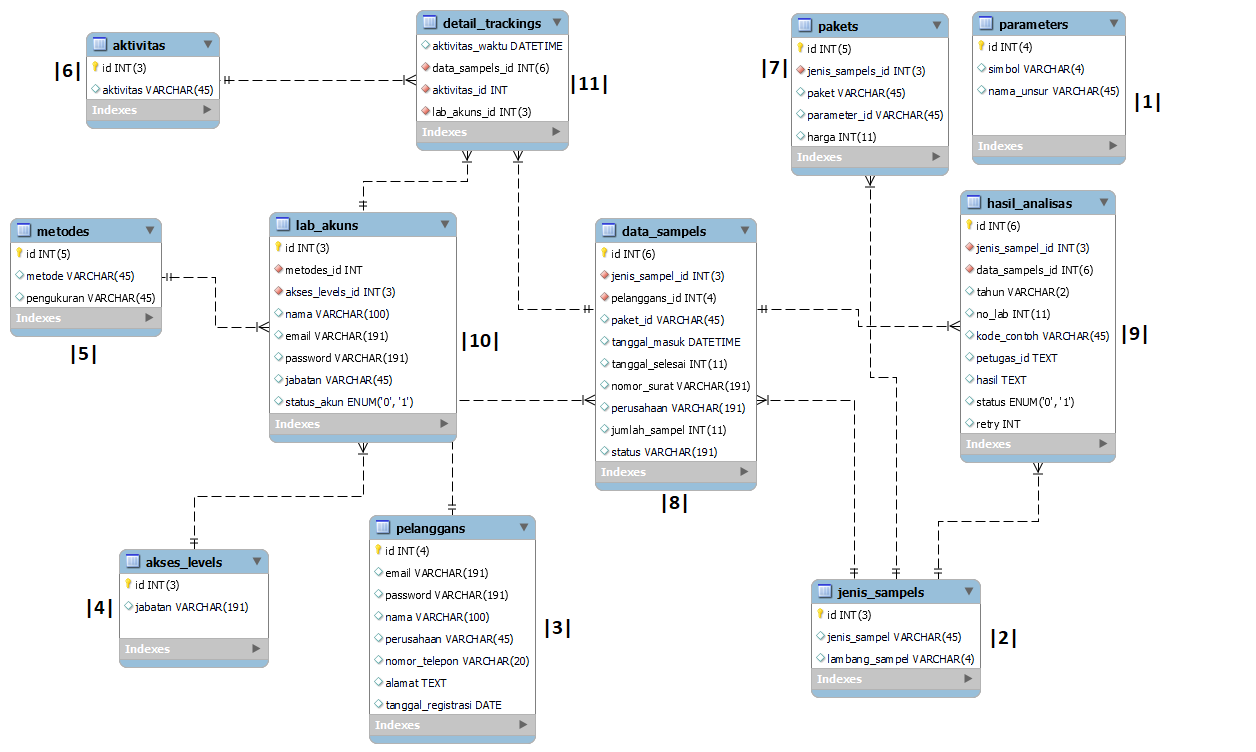 aktivitas
id INT(3)
aktivitas VARCHAR(45)
Indexes
|6|
detail_trackings
aktivitas_waktu DATETIME
data_sampels_id INT(6)
aktivitas_id INT
lab_akuns_id INT(3)
Indexes
|11|
pakets
id INT(5)
jenis_sampels_id INT(3)
paket VARCHAR(45)
parameter_id VARCHAR(45)
harga INT(11)
Indexes
|7|
parameters
id INT(4)
simbol VARCHAR(4)
nama_unsur VARCHAR(45)
Indexes
|1|
metodes
id INT(5)
metode VARCHAR(45)
pengukuran VARCHAR(45)
Indexes
|5|
lab_akuns
id INT(3)
metodes_id INT
akses_levels_id INT(3)
nama VARCHAR(100)
email VARCHAR(191)
password VARCHAR(191)
jabatan VARCHAR(45)
status_akun ENUM('0', '1')
Indexes
|10|
data_sampels
id INT(6)
jenis_sampel_id INT(3)
pelanggans_id INT(4)
paket_id VARCHAR(45)
tanggal_masuk DATETIME
tanggal_selesai INT(11)
nomor_surat VARCHAR(191)
perusahaan VARCHAR(191)
jumlah_sampel INT(11)
status VARCHAR(191)
Indexes
|8|
hasil_analisas
id INT(6)
jenis_sampel_id INT(3)
data_sampels_id INT(6)
tahun VARCHAR(2)
no_lab INT(11)
kode_contoh VARCHAR(45)
petugas_id TEXT
hasil TEXT
status ENUM('0', '1')
retry INT
Indexes
|9|
akses_levels
id INT(3)
jabatan VARCHAR(191)
Indexes
|4|
pelanggans
id INT(4)
email VARCHAR(191)
password VARCHAR(191)
nama VARCHAR(100)
perusahaan VARCHAR(45)
nomor_telepon VARCHAR(20)
alamat TEXT
tanggal_registrasi DATE
Indexes
|3|
jenis_sampels
id INT(3)
jenis_sampel VARCHAR(45)
lambang_sampel VARCHAR(4)
Indexes
|2|